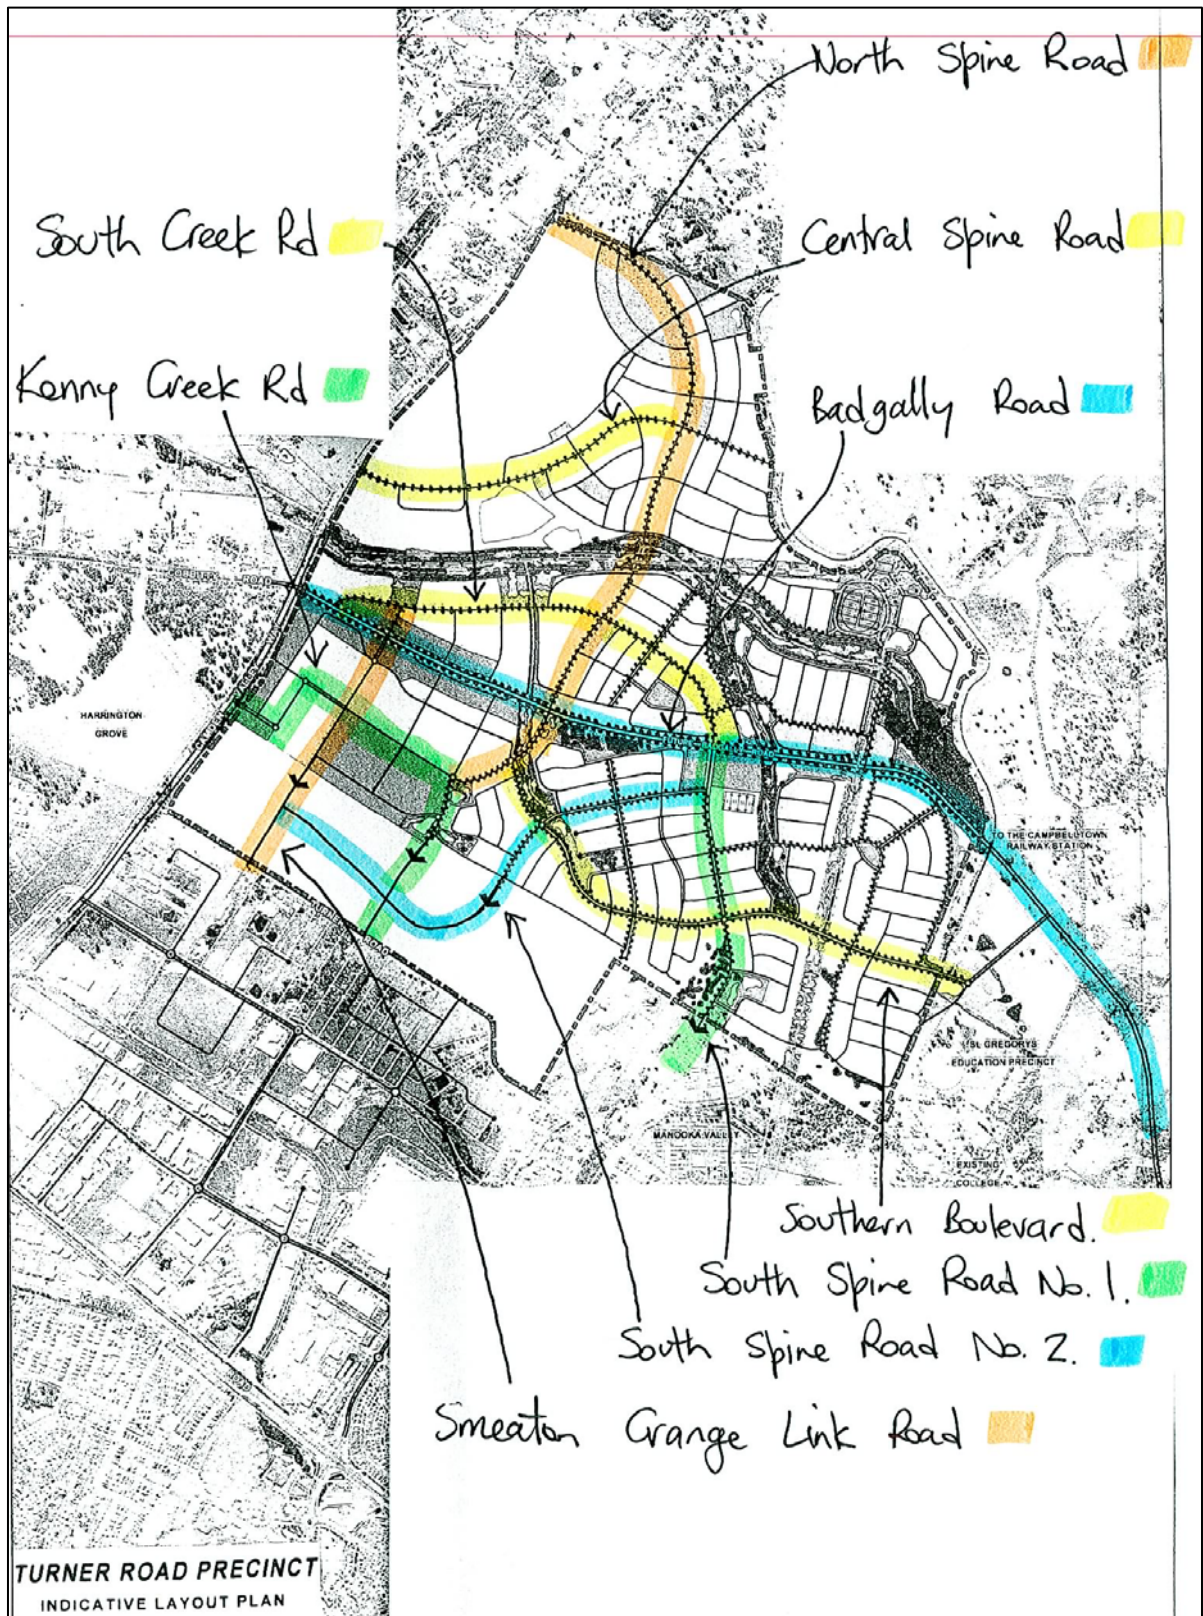 North Spine Road
South Creek Rd
Central Spine Road
Kenny Creek Rd
Badgally Road
ROAD
HARRINGTON
GROVE
TO THE CAMPBELLTOWN
RAILWAY STATION
ST. GREGORYS
EDUCATION PRECINCT
MANOOKA VALLEY
EXISTING
COLLEGE
Southern Boulevard.
South Spine Road No. 1.
South Spine Road No. 2.
Smeaton Grange Link Road
TURNER ROAD PRECINCT
INDICATIVE LAYOUT PLAN